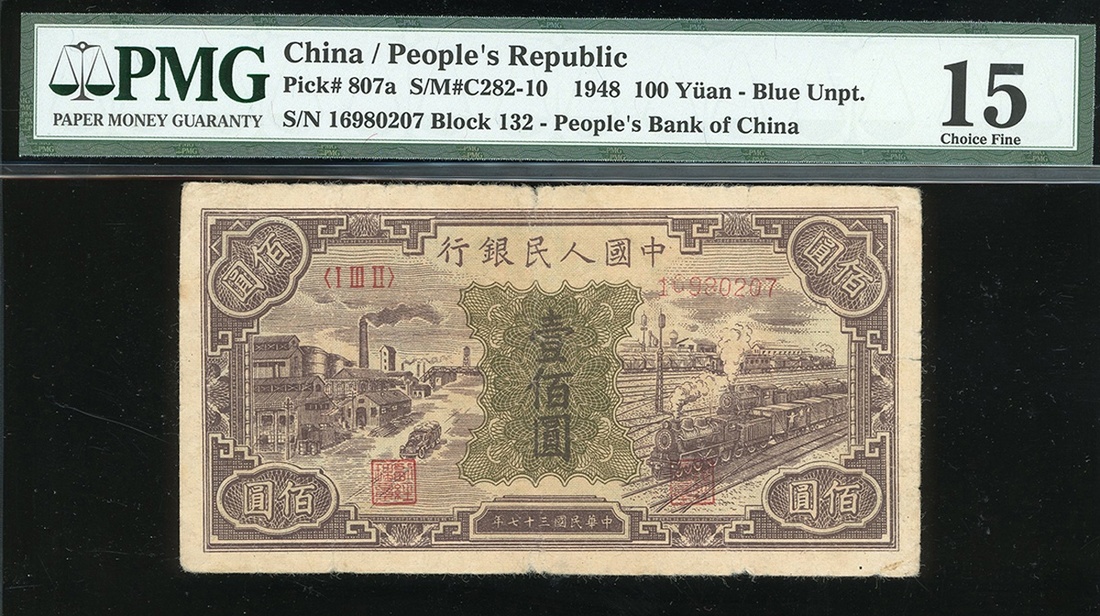 PMG
PAPER MONEY GUARANTY
China / People's Republic
Pick# 807a S/M#C282-10 1948 100 Yüan - Blue Unpt.
S/N 16980207 Block 132 - People's Bank of China
15
Choice Fine
行銀民人國中
圓佰
圓佰
〈I III II〉
16980207
壹佰圓
圓佰
圓佰
年七十三國民華中